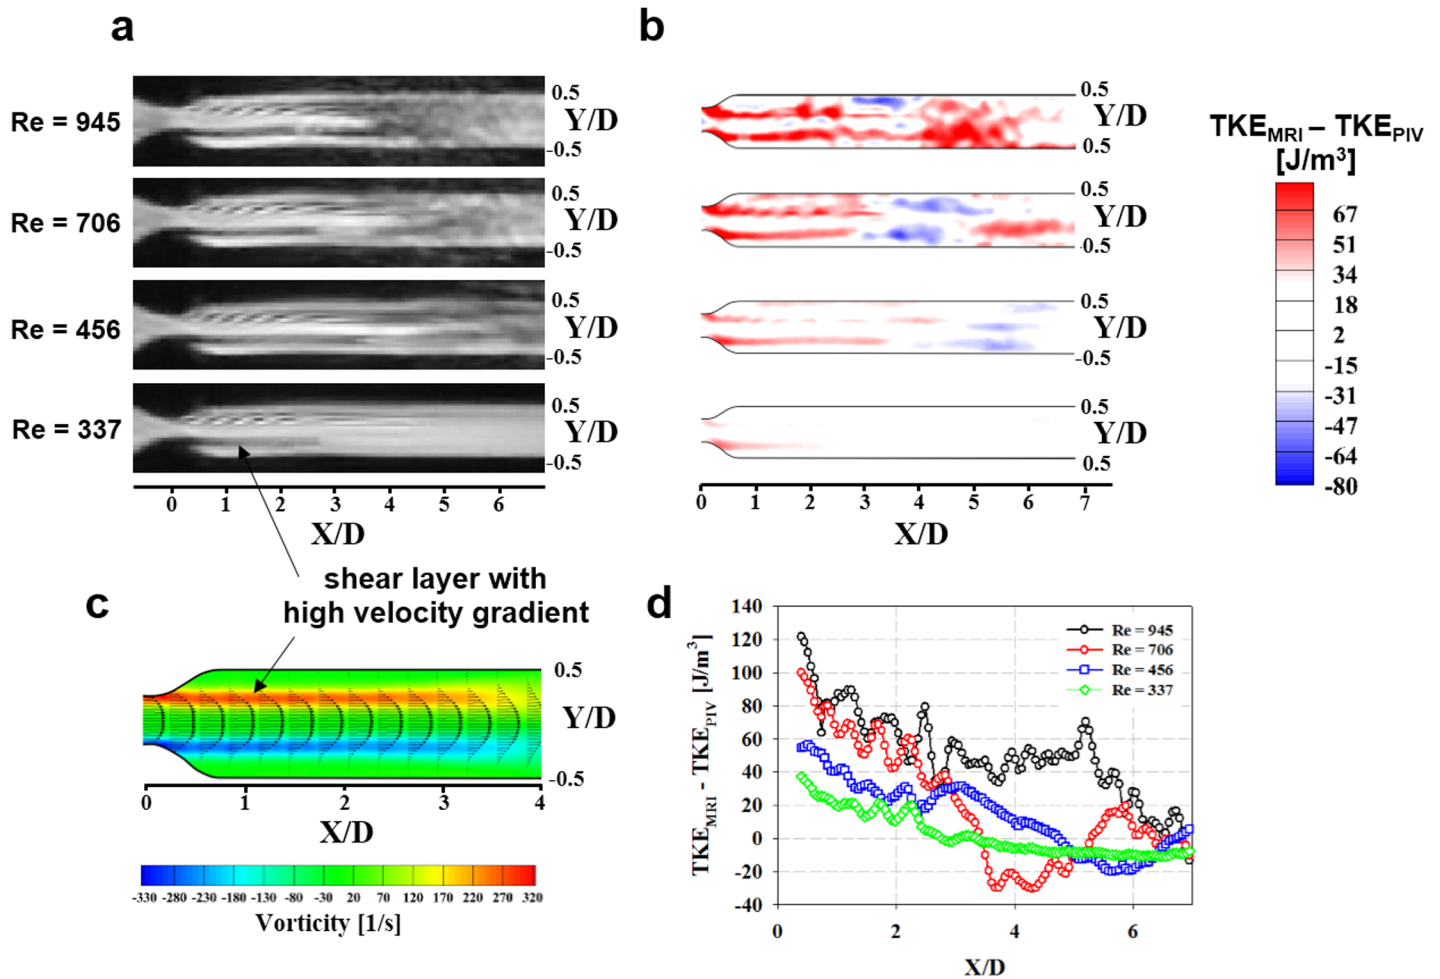 a
Re = 945
0.5
Y/D
-0.5
Re = 706
0.5
Y/D
-0.5
Re = 456
0.5
Y/D
-0.5
Re = 337
0.5
Y/D
-0.5
0 1 2 3 4 5 6
X/D
b
0.5
Y/D
0.5
0.5
Y/D
-0.5
0.5
Y/D
-0.5
0.5
Y/D
0.5
0 1 2 3 4 5 6 7
X/D
TKE_MRI – TKE_PIV
[J/m³]
67
51
34
18
2
-15
-31
-47
-64
-80
shear layer with
high velocity gradient
c
0.5
Y/D
-0.5
0 1 2 3 4
X/D
-330 -280 -230 -180 -130 -80 -30 20 70 120 170 220 270 320
Vorticity [1/s]
d
TKE_MRI - TKE_PIV [J/m³]
140
120
100
80
60
40
20
0
-20
-40
Re = 945
Re = 706
Re = 456
Re = 337
0 2 4 6
X/D